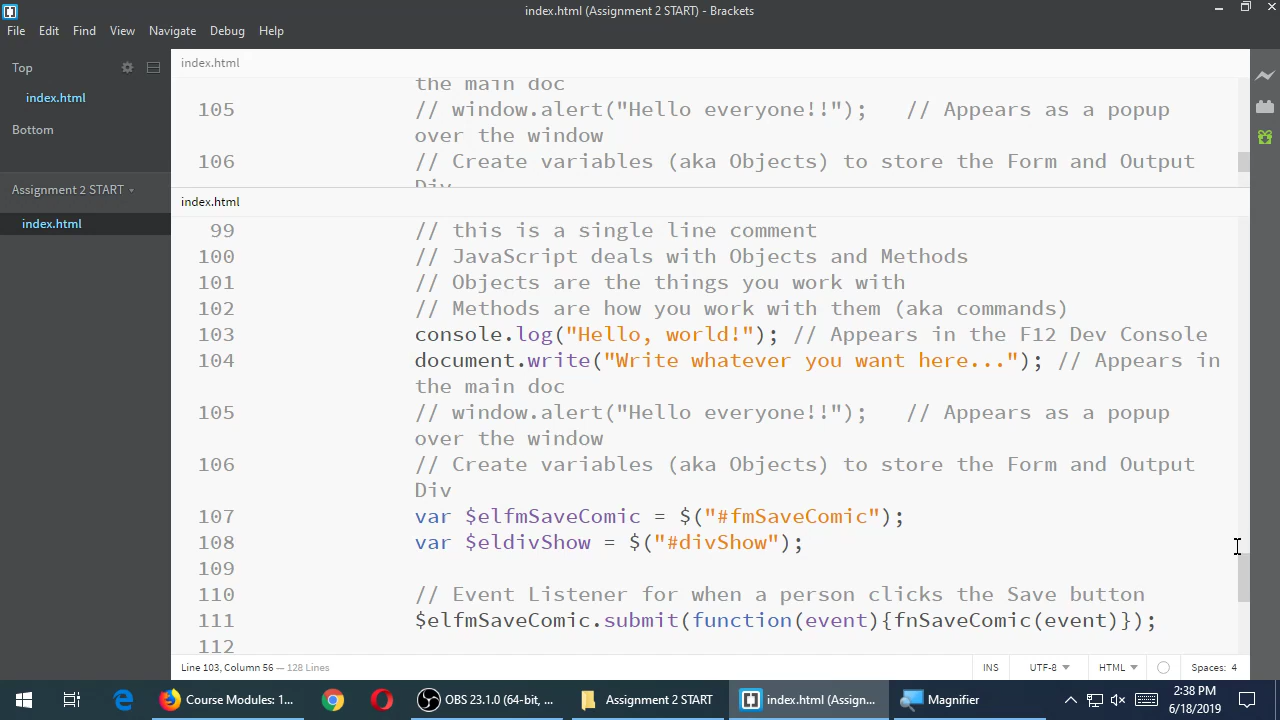 index.html (Assignment 2 START) - Brackets
File Edit Find View Navigate Debug Help
Top
index.html
Bottom
Assignment 2 START
index.html
index.html
the main doc
105 // window.alert("Hello everyone!!"); // Appears as a popup
over the window
106 // Create variables (aka Objects) to store the Form and Output
Div
index.html
99 // this is a single line comment
100 // JavaScript deals with Objects and Methods
101 // Objects are the things you work with
102 // Methods are how you work with them (aka commands)
103 console.log("Hello, world!"); // Appears in the F12 Dev Console
104 document.write("Write whatever you want here..."); // Appears in
the main doc
105 // window.alert("Hello everyone!!"); // Appears as a popup
over the window
106 // Create variables (aka Objects) to store the Form and Output
Div
107 var $elfmSaveComic = $("#fmSaveComic");
108 var $eldivShow = $("#divShow");
109
110 // Event Listener for when a person clicks the Save button
111 $elfmSaveComic.submit(function(event){fnSaveComic(event)});
112
Line 103, Column 56 — 128 Lines
INS UTF-8 HTML Spaces: 4
Course Modules: 1...
OBS 23.1.0 (64-bit, ...
Assignment 2 START
index.html (Assign...
Magnifier
2:38 PM
6/18/2019